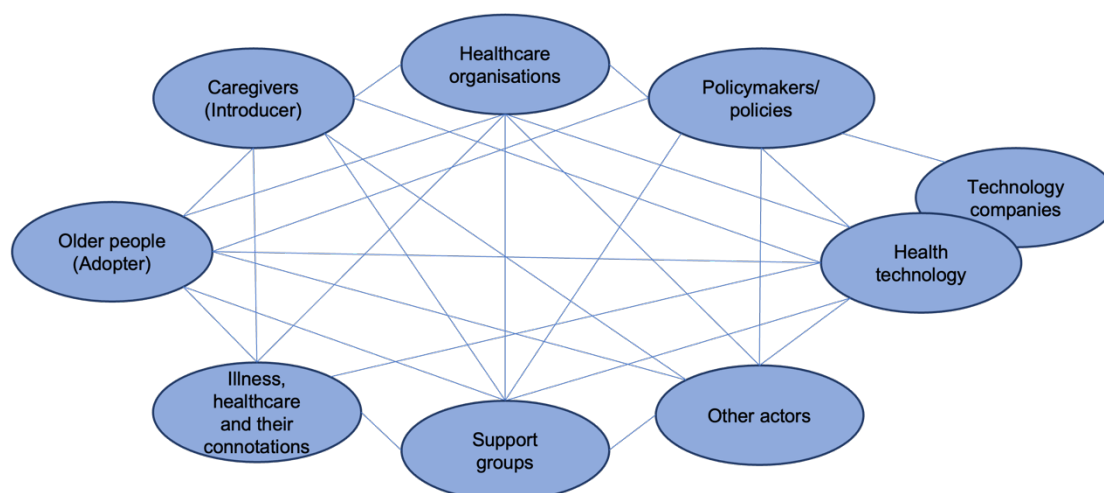 Healthcare
organisations
Caregivers
(Introducer)
Policymakers/
policies
Technology
companies
Older people
(Adopter)
Health
technology
Illness,
healthcare
and their
connotations
Support
groups
Other actors